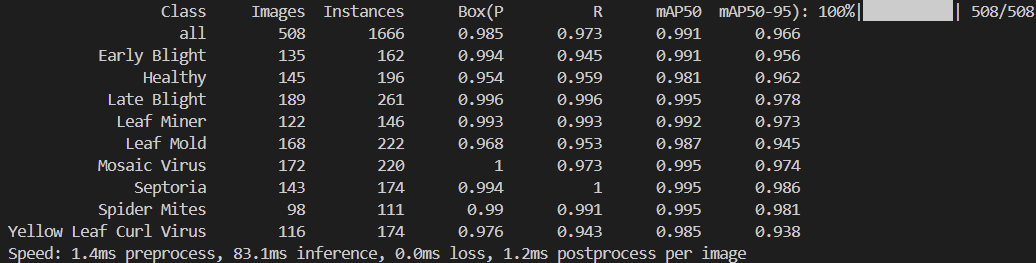 Class Images Instances Box(P R mAP50 mAP50-95): 100%| | 508/508
all 508 1666 0.985 0.973 0.991 0.966
Early Blight 135 162 0.994 0.945 0.991 0.956
Healthy 145 196 0.954 0.959 0.981 0.962
Late Blight 189 261 0.996 0.996 0.995 0.978
Leaf Miner 122 146 0.993 0.993 0.992 0.973
Leaf Mold 168 222 0.968 0.953 0.987 0.945
Mosaic Virus 172 220 1 0.973 0.995 0.974
Septoria 143 174 0.994 1 0.995 0.986
Spider Mites 98 111 0.99 0.991 0.995 0.981
Yellow Leaf Curl Virus 116 174 0.976 0.943 0.985 0.938
Speed: 1.4ms preprocess, 83.1ms inference, 0.0ms loss, 1.2ms postprocess per image